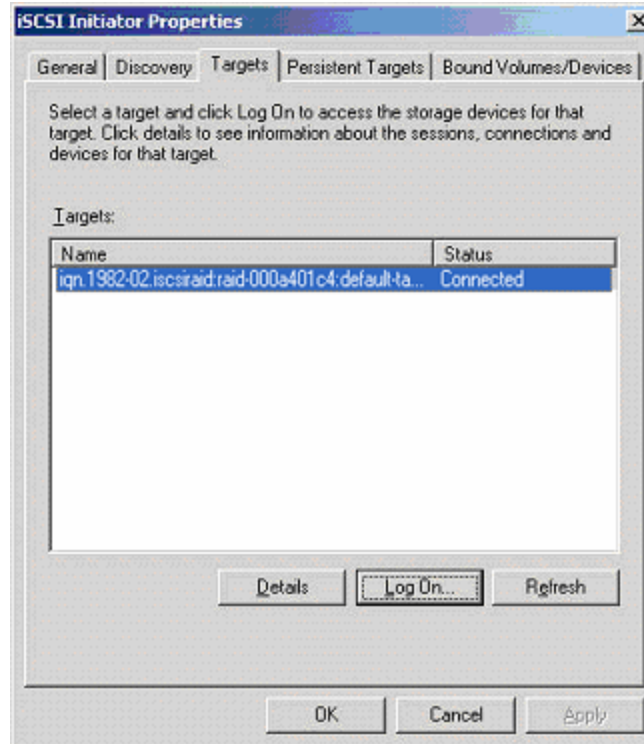 iSCSI Initiator Properties
General Discovery Targets Persistent Targets Bound Volumes/Devices
Select a target and click Log On to access the storage devices for that
target. Click details to see information about the sessions, connections and
devices for that target.
Targets:
Name Status
iqn.1982-02.iscsiraid:raid-000a401c4:default-ta... Connected
Details Log On... Refresh
OK Cancel Apply